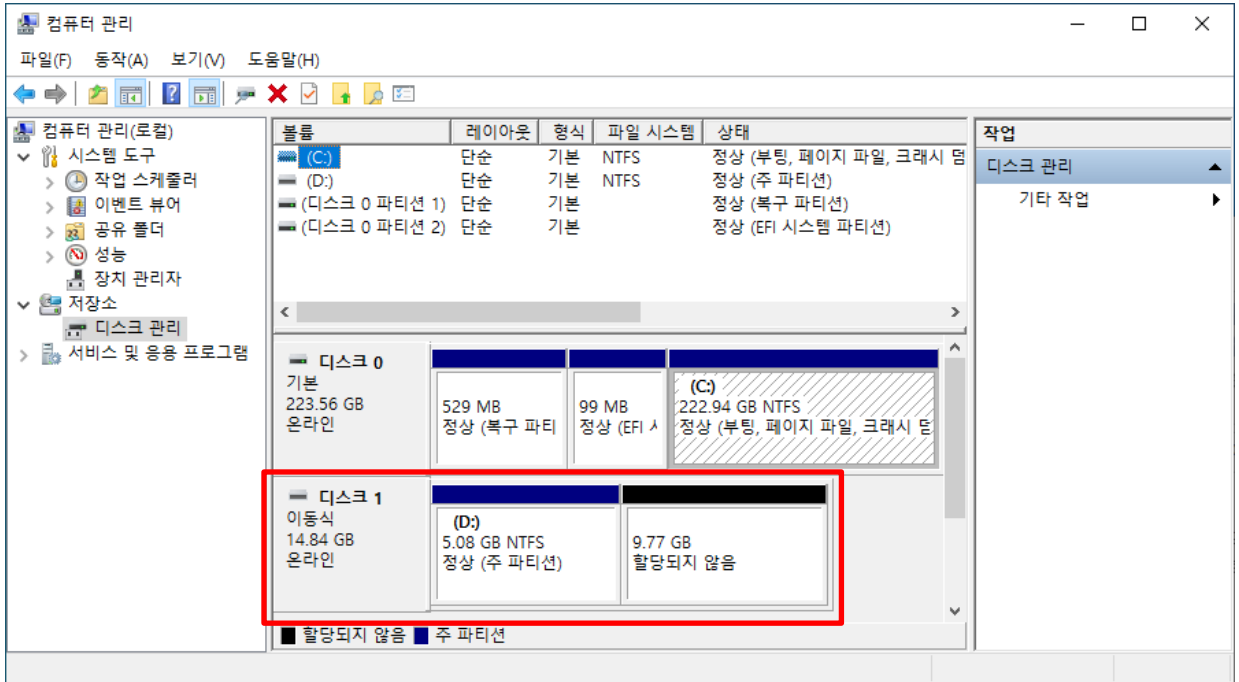 컴퓨터 관리
파일(F) 동작(A) 보기(V) 도움말(H)
컴퓨터 관리(로컬)
시스템 도구
작업 스케줄러
이벤트 뷰어
공유 폴더
성능
장치 관리자
저장소
디스크 관리
서비스 및 응용 프로그램
볼륨 레이아웃 형식 파일 시스템 상태
(C:) 단순 기본 NTFS 정상 (부팅, 페이지 파일, 크래시 덤
(D:) 단순 기본 NTFS 정상 (주 파티션)
(디스크 0 파티션 1) 단순 기본 정상 (복구 파티션)
(디스크 0 파티션 2) 단순 기본 정상 (EFI 시스템 파티션)
디스크 0
기본
223.56 GB
온라인
529 MB
정상 (복구 파티
99 MB
정상 (EFI 시
(C:)
222.94 GB NTFS
정상 (부팅, 페이지 파일, 크래시 덤
디스크 1
이동식
14.84 GB
온라인
(D:)
5.08 GB NTFS
정상 (주 파티션)
9.77 GB
할당되지 않음
할당되지 않음 주 파티션
작업
디스크 관리
기타 작업